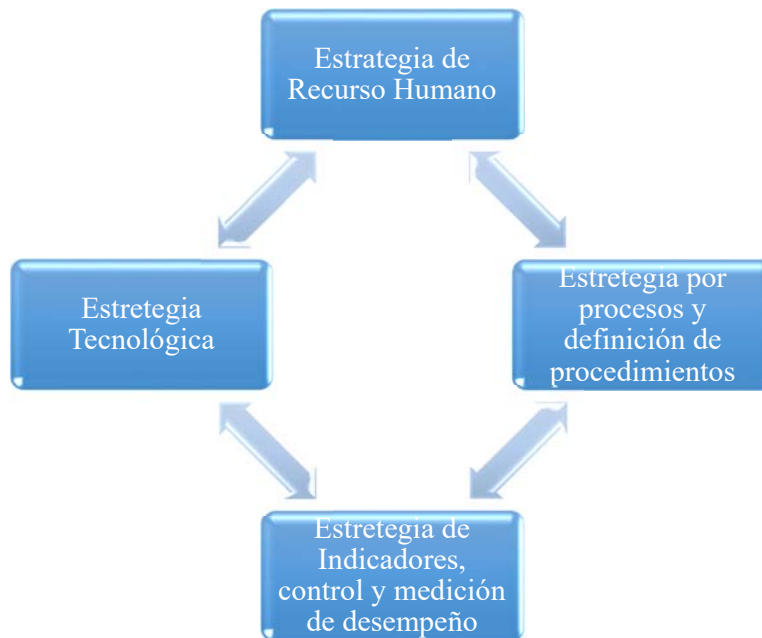 Estrategia de
Recurso Humano
Estretegia
Tecnológica
Estretegia por
procesos y
definición de
procedimientos
Estretegia de
Indicadores,
control y medición
de desempeño